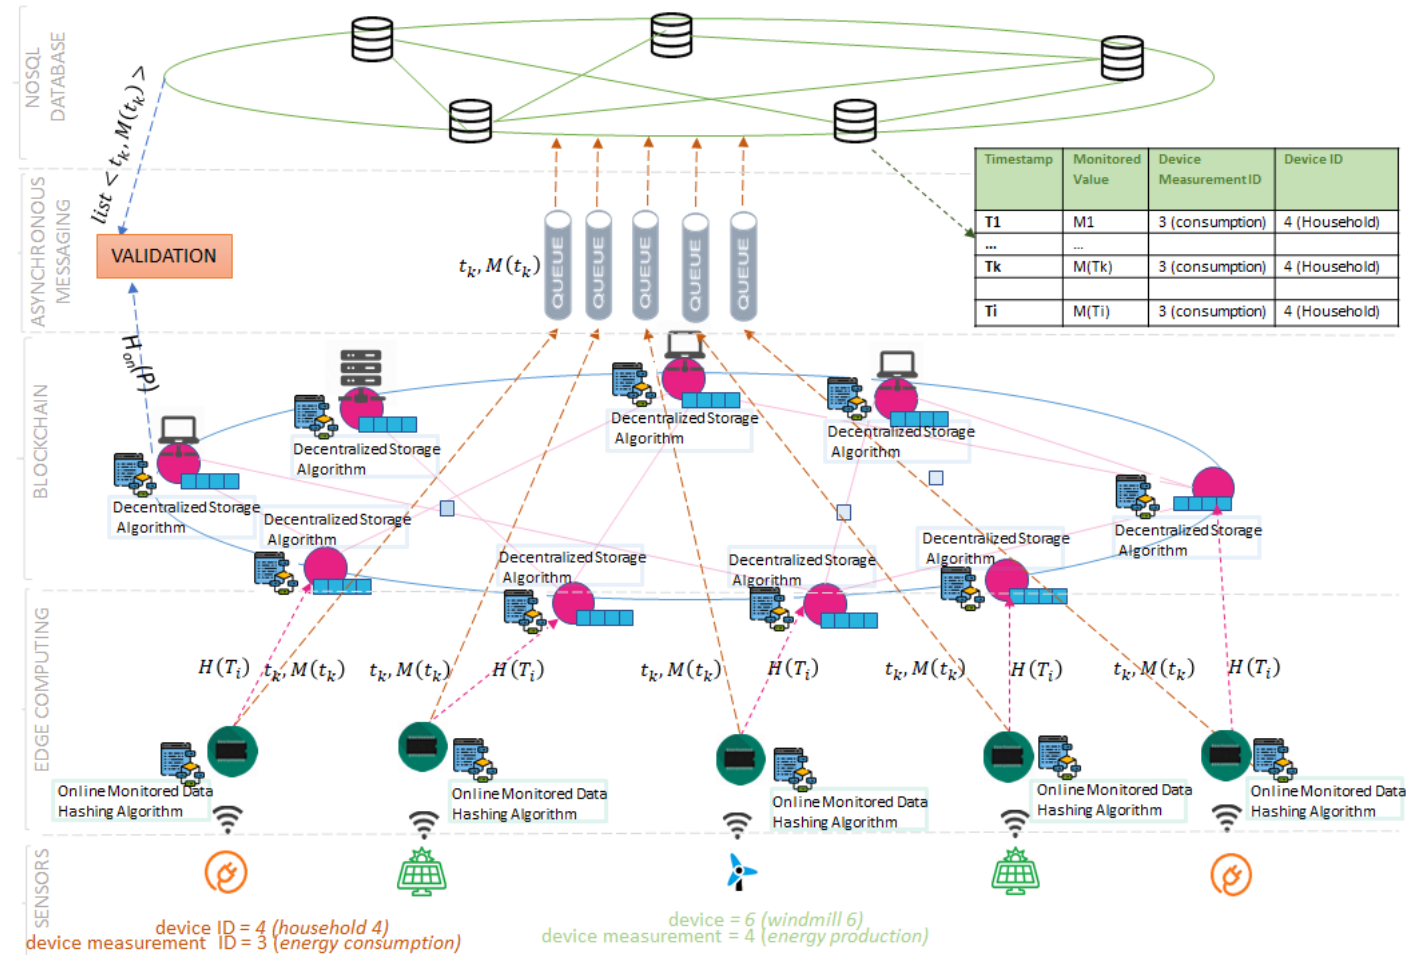 NOSQL
DATABASE
list < t_k, M(t_k) >
Timestamp Monitored Value Device Measurement ID Device ID
T1 M1 3 (consumption) 4 (Household)
... ...
Tk M(Tk) 3 (consumption) 4 (Household)
Ti M(Ti) 3 (consumption) 4 (Household)
ASYNCHRONOUS
MESSAGING
VALIDATION
t_k, M(t_k)
QUEUE
QUEUE
QUEUE
QUEUE
QUEUE
BLOCKCHAIN
H_on(P)
Decentralized Storage
Algorithm
Decentralized Storage
Algorithm
Decentralized Storage
Algorithm
Decentralized Storage
Algorithm
Decentralized Storage
Algorithm
Decentralized Storage
Algorithm
Decentralized Storage
Algorithm
Decentralized Storage
Algorithm
Decentralized Storage
Algorithm
EDGE COMPUTING
H(T_i) t_k, M(t_k) t_k, M(t_k) H(T_i) t_k, M(t_k) H(T_i) t_k, M(t_k) H(T_i) t_k, M(t_k) H(T_i)
Online Monitored Data
Hashing Algorithm
Online Monitored Data
Hashing Algorithm
Online Monitored Data
Hashing Algorithm
Online Monitored Data
Hashing Algorithm
Online Monitored Data
Hashing Algorithm
SENSORS
device ID = 4 (household 4)
device measurement ID = 3 (energy consumption)
device = 6 (windmill 6)
device measurement = 4 (energy production)